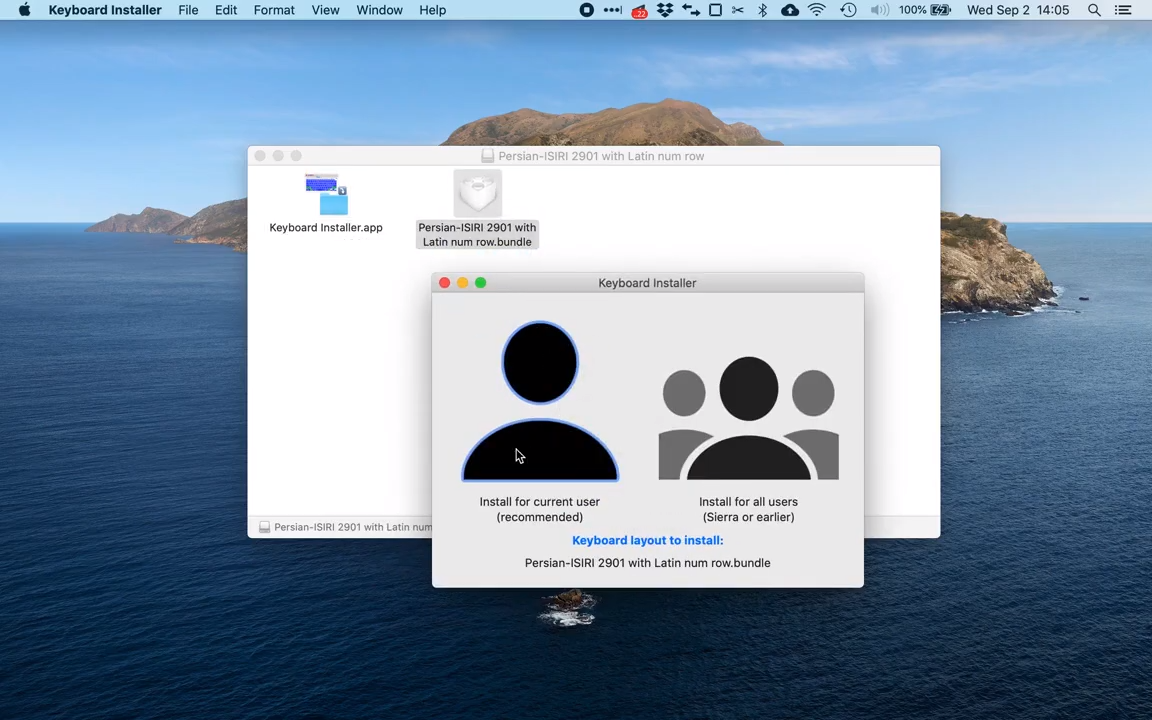 Keyboard Installer File Edit Format View Window Help 22 100% Wed Sep 2 14:05
Persian-ISIRI 2901 with Latin num row
Keyboard Installer.app
Persian-ISIRI 2901 with
Latin num row.bundle
Keyboard Installer
Install for current user
(recommended)
Install for all users
(Sierra or earlier)
Persian-ISIRI 2901 with Latin num
Keyboard layout to install:
Persian-ISIRI 2901 with Latin num row.bundle